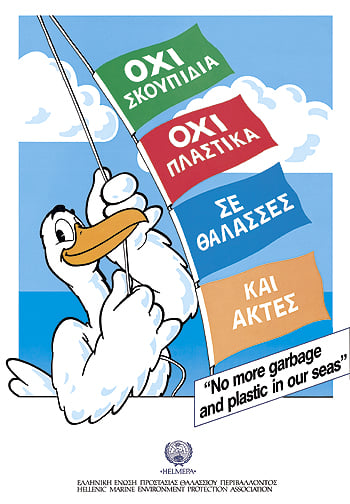 ΟΧΙ
ΣΚΟΥΠΙΔΙΑ
ΟΧΙ
ΠΛΑΣΤΙΚΑ
ΣΕ
ΘΑΛΑΣΣΕΣ
ΚΑΙ
ΑΚΤΕΣ
“No more garbage
and plastic in our seas”
·HELMEPA·
ΕΛΛΗΝΙΚΗ ΕΝΩΣΗ ΠΡΟΣΤΑΣΙΑΣ ΘΑΛΑΣΣΙΟΥ ΠΕΡΙΒΑΛΛΟΝΤΟΣ
HELLENIC MARINE ENVIRONMENT PROTECTION ASSOCIATION